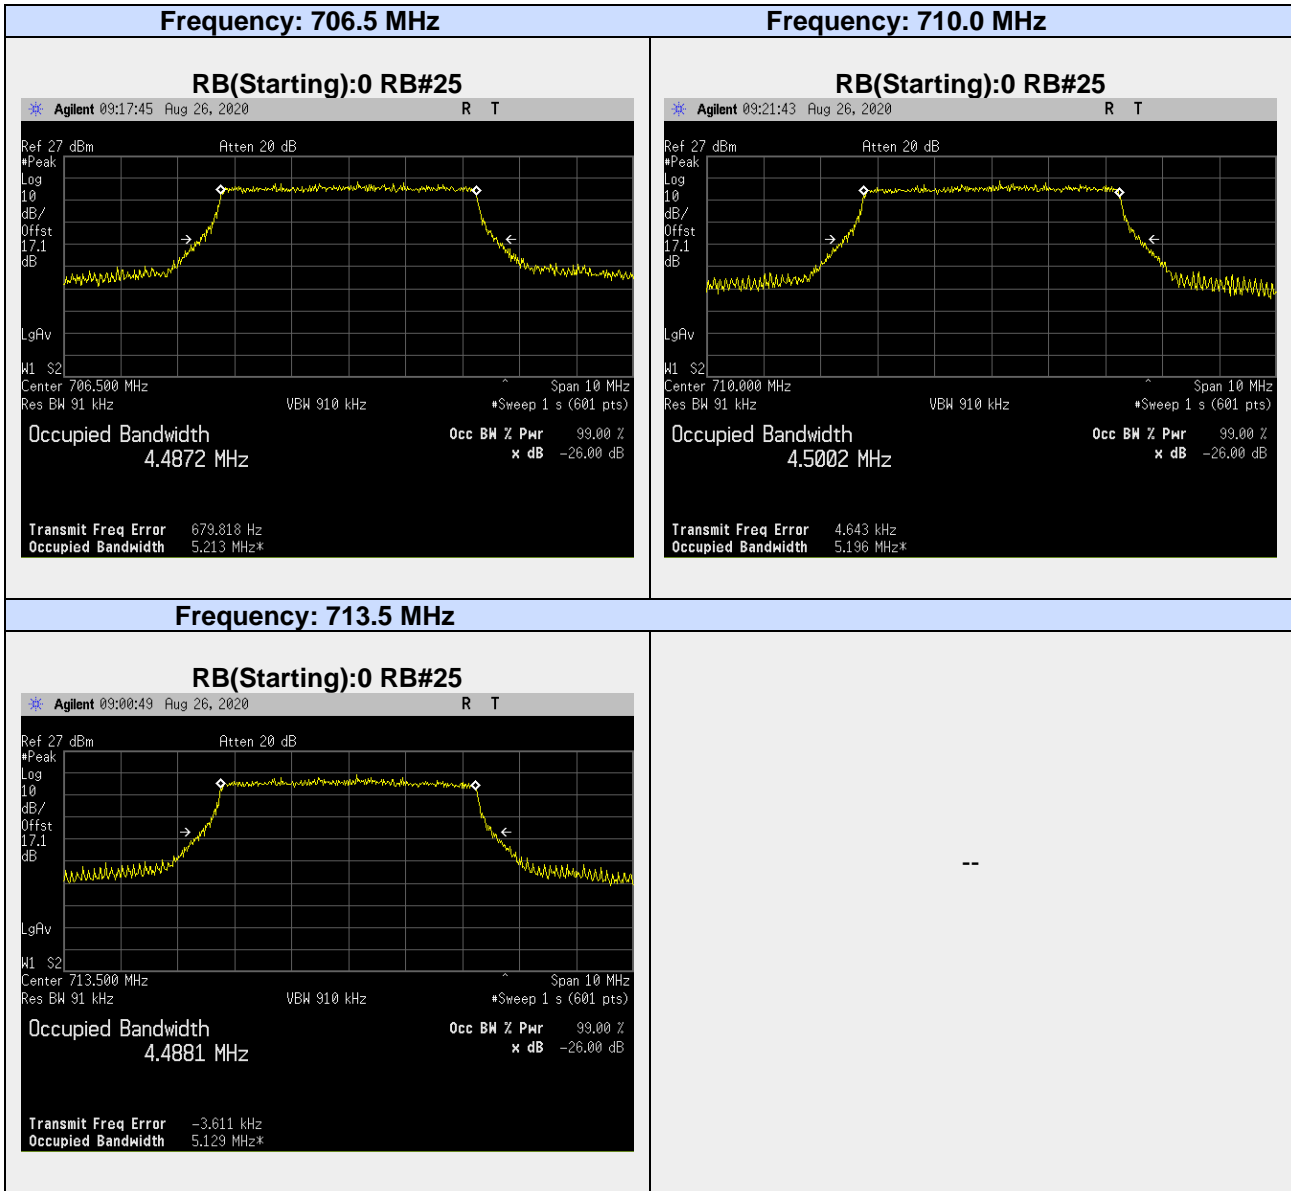 Frequency: 706.5 MHz
Frequency: 710.0 MHz
RB(Starting):0 RB#25
Agilent 09:17:45 Aug 26, 2020 R T
Ref 27 dBm Atten 20 dB
#Peak
Log
10
dB/
Offst
17.1
dB
LgAv
W1 S2
Center 706.500 MHz ^ Span 10 MHz
Res BW 91 kHz VBW 910 kHz #Sweep 1 s (601 pts)
Occupied Bandwidth Occ BW % Pwr 99.00 %
4.4872 MHz x dB -26.00 dB
Transmit Freq Error 679.818 Hz
Occupied Bandwidth 5.213 MHz*
RB(Starting):0 RB#25
Agilent 09:21:43 Aug 26, 2020 R T
Ref 27 dBm Atten 20 dB
#Peak
Log
10
dB/
Offst
17.1
dB
LgAv
W1 S2
Center 710.000 MHz ^ Span 10 MHz
Res BW 91 kHz VBW 910 kHz #Sweep 1 s (601 pts)
Occupied Bandwidth Occ BW % Pwr 99.00 %
4.5002 MHz x dB -26.00 dB
Transmit Freq Error 4.643 kHz
Occupied Bandwidth 5.196 MHz*
Frequency: 713.5 MHz
RB(Starting):0 RB#25
Agilent 09:00:49 Aug 26, 2020 R T
Ref 27 dBm Atten 20 dB
#Peak
Log
10
dB/
Offst
17.1
dB
LgAv
W1 S2
Center 713.500 MHz ^ Span 10 MHz
Res BW 91 kHz VBW 910 kHz #Sweep 1 s (601 pts)
Occupied Bandwidth Occ BW % Pwr 99.00 %
4.4881 MHz x dB -26.00 dB
Transmit Freq Error -3.611 kHz
Occupied Bandwidth 5.129 MHz*
--